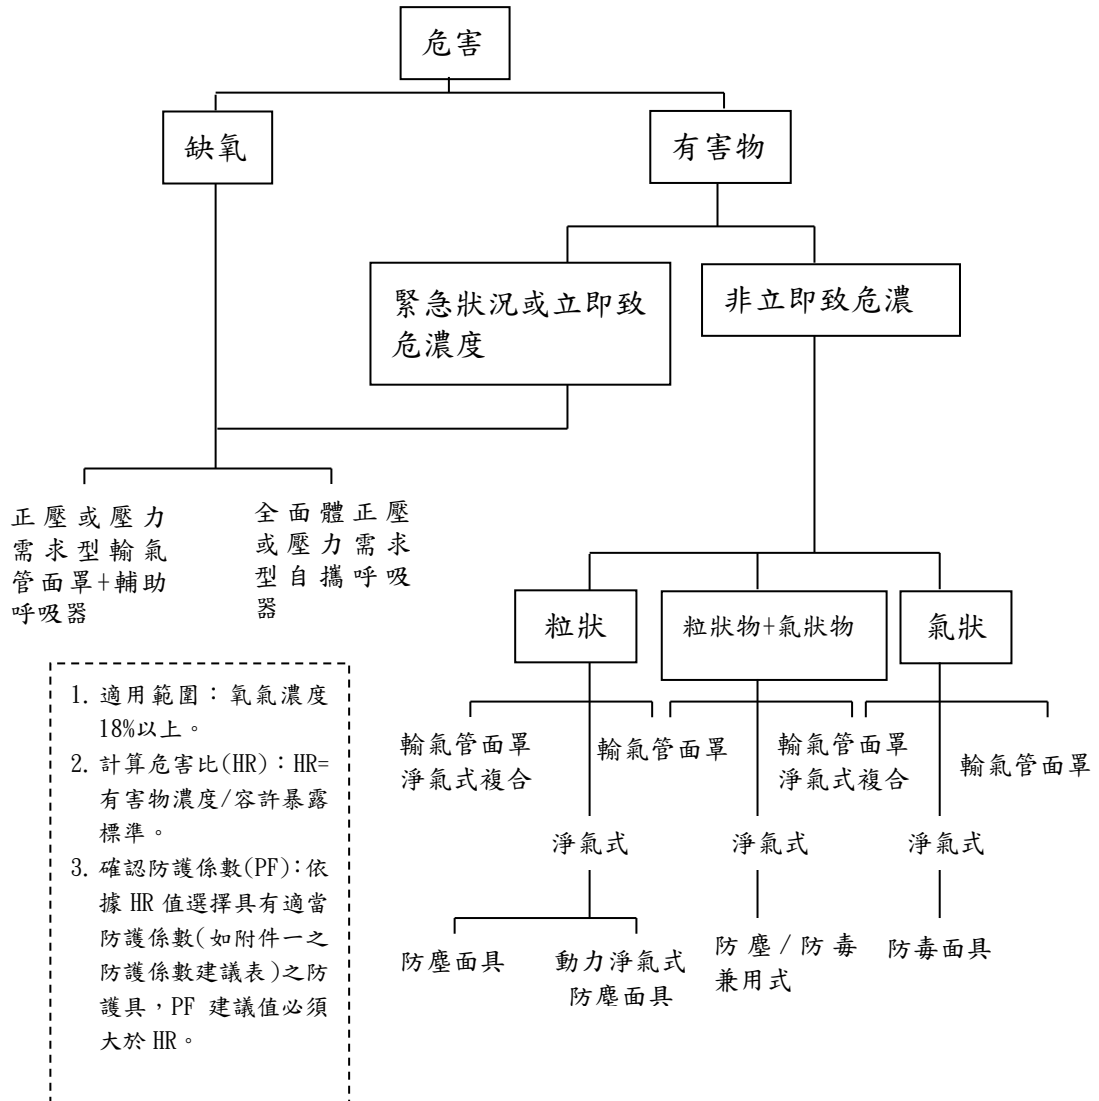 危害
缺氧
有害物
緊急狀況或立即致
危濃度
非立即致危濃
正壓或壓力
需求型輸氣
管面罩+輔助
呼吸器
全面體正壓
或壓力需求
型自攜呼吸
器
粒狀
粒狀物+氣狀物
氣狀
1. 適用範圍：氧氣濃度
18%以上。
2. 計算危害比(HR)：HR=
有害物濃度/容許暴露
標準。
3. 確認防護係數(PF)：依
據 HR 值選擇具有適當
防護係數(如附件一之
防護係數建議表)之防
護具，PF 建議值必須
大於 HR。
輸氣管面罩
淨氣式複合
輸氣管面罩
輸氣管面罩
淨氣式複合
輸氣管面罩
淨氣式
淨氣式
淨氣式
防塵面具
動力淨氣式
防塵面具
防塵/防毒
兼用式
防毒面具